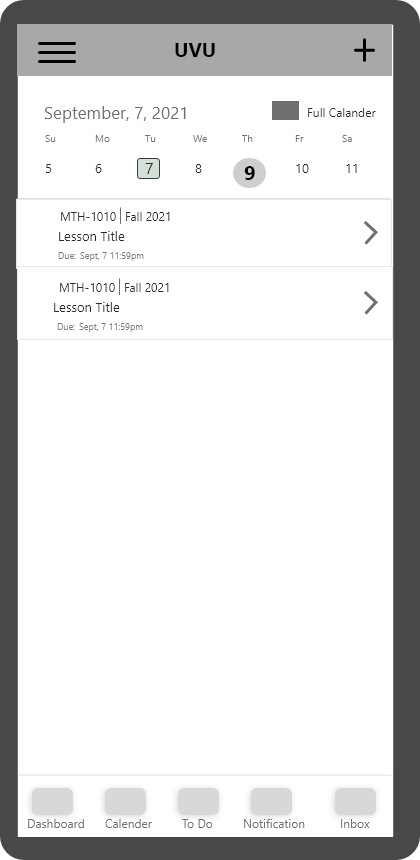 UVU
September, 7, 2021 Full Calander
Su Mo Tu We Th Fr Sa
5 6 7 8 9 10 11
MTH-1010 | Fall 2021
Lesson Title
Due: Sept, 7 11:59pm
MTH-1010 | Fall 2021
Lesson Title
Due: Sept, 7 11:59pm
Dashboard Calender To Do Notification Inbox